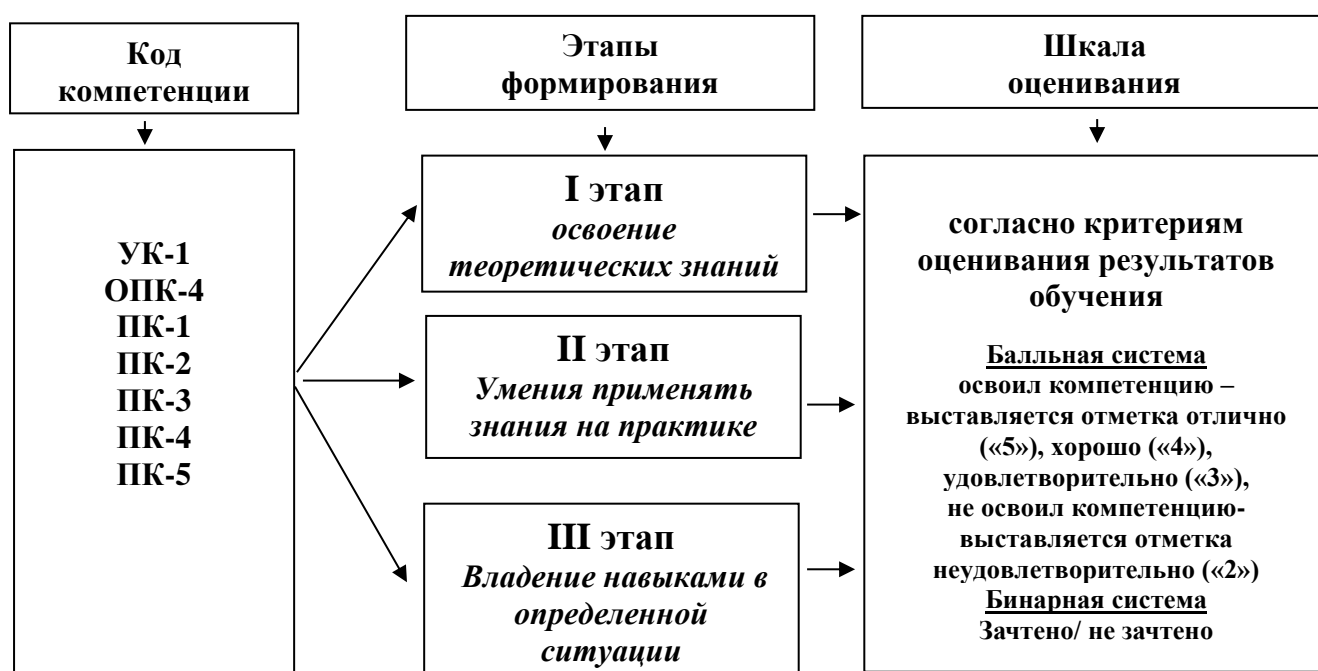 Код
компетенции
Этапы
формирования
Шкала
оценивания
УК-1
ОПК-4
ПК-1
ПК-2
ПК-3
ПК-4
ПК-5
I этап
освоение
теоретических знаний
II этап
Умения применять
знания на практике
III этап
Владение навыками в
определенной
ситуации
согласно критериям
оценивания результатов
обучения
Балльная система
освоил компетенцию –
выставляется отметка отлично
(«5»), хорошо («4»),
удовлетворительно («3»),
не освоил компетенцию-
выставляется отметка
неудовлетворительно («2»)
Бинарная система
Зачтено/ не зачтено